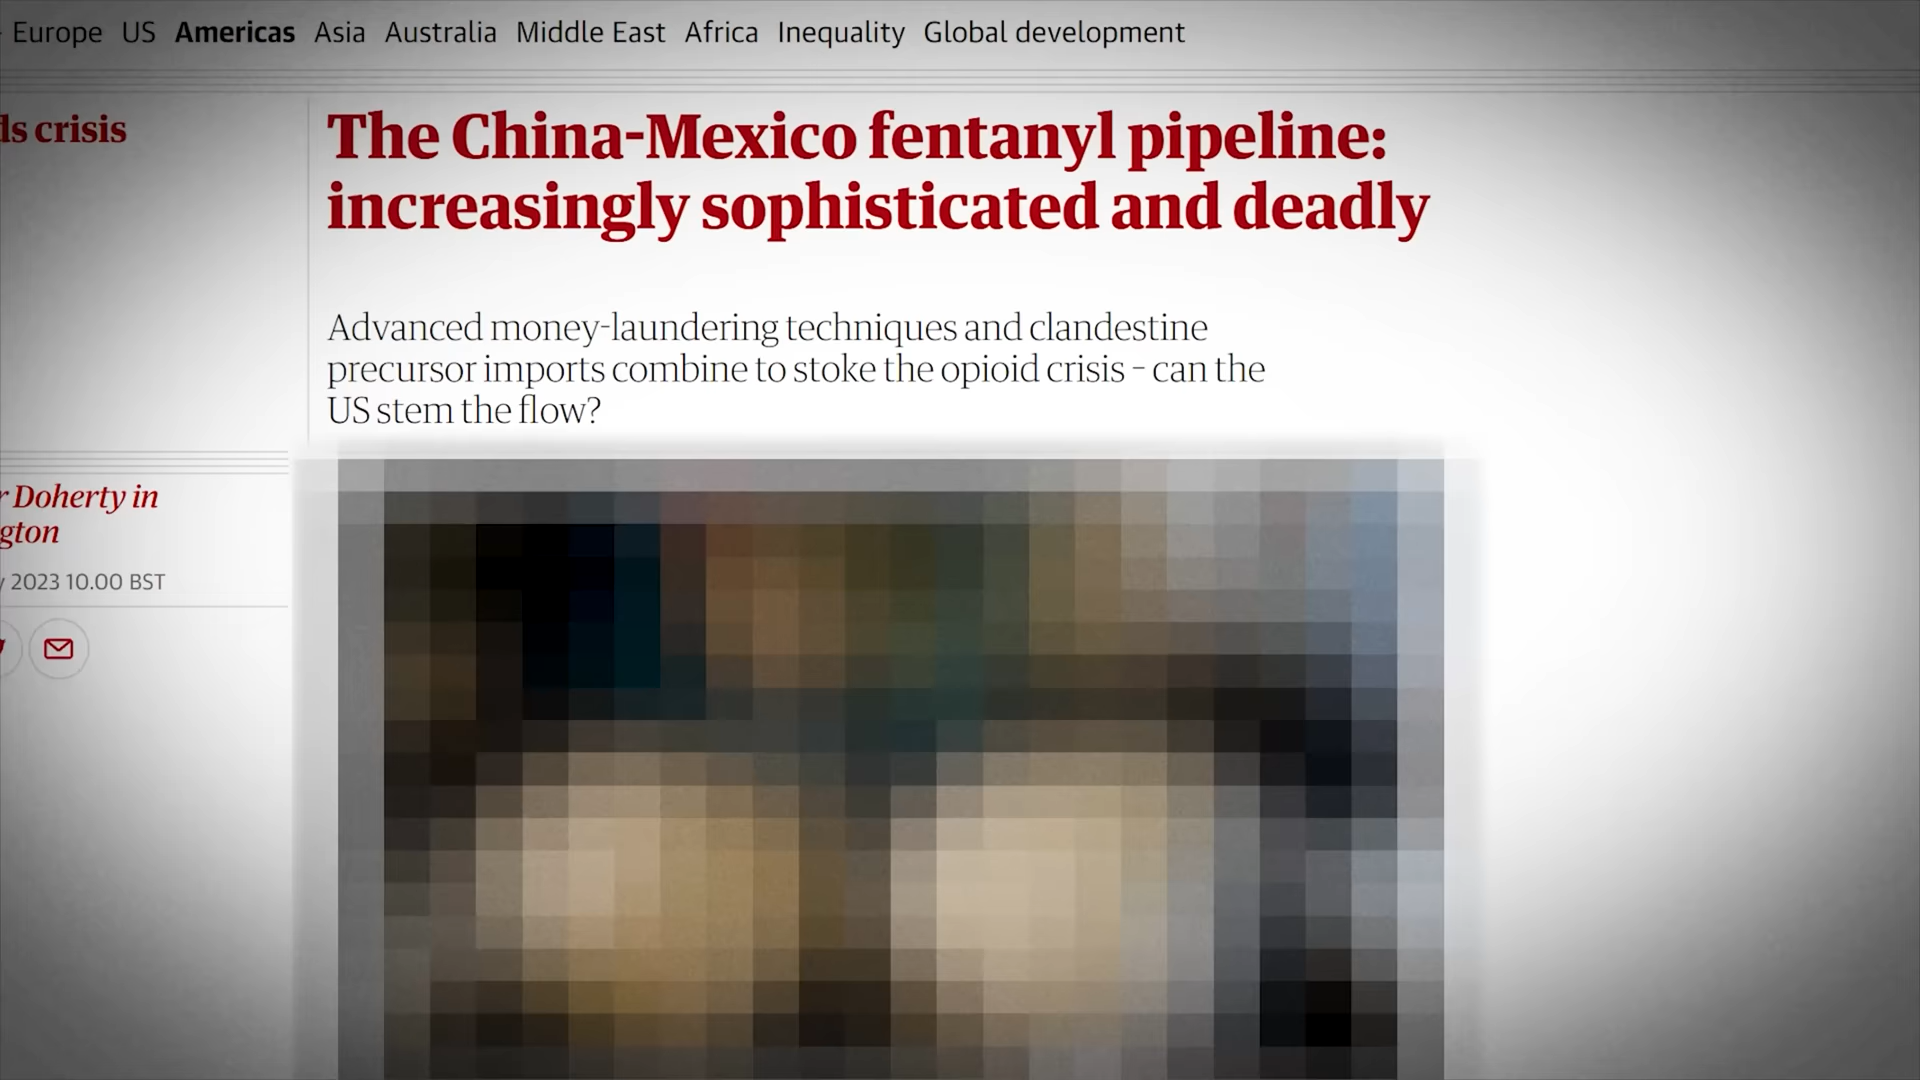 Europe US Americas Asia Australia Middle East Africa Inequality Global development
crisis
The China-Mexico fentanyl pipeline:
increasingly sophisticated and deadly
Advanced money-laundering techniques and clandestine
precursor imports combine to stoke the opioid crisis – can the
US stem the flow?
Doherty in
2023 10.00 BST